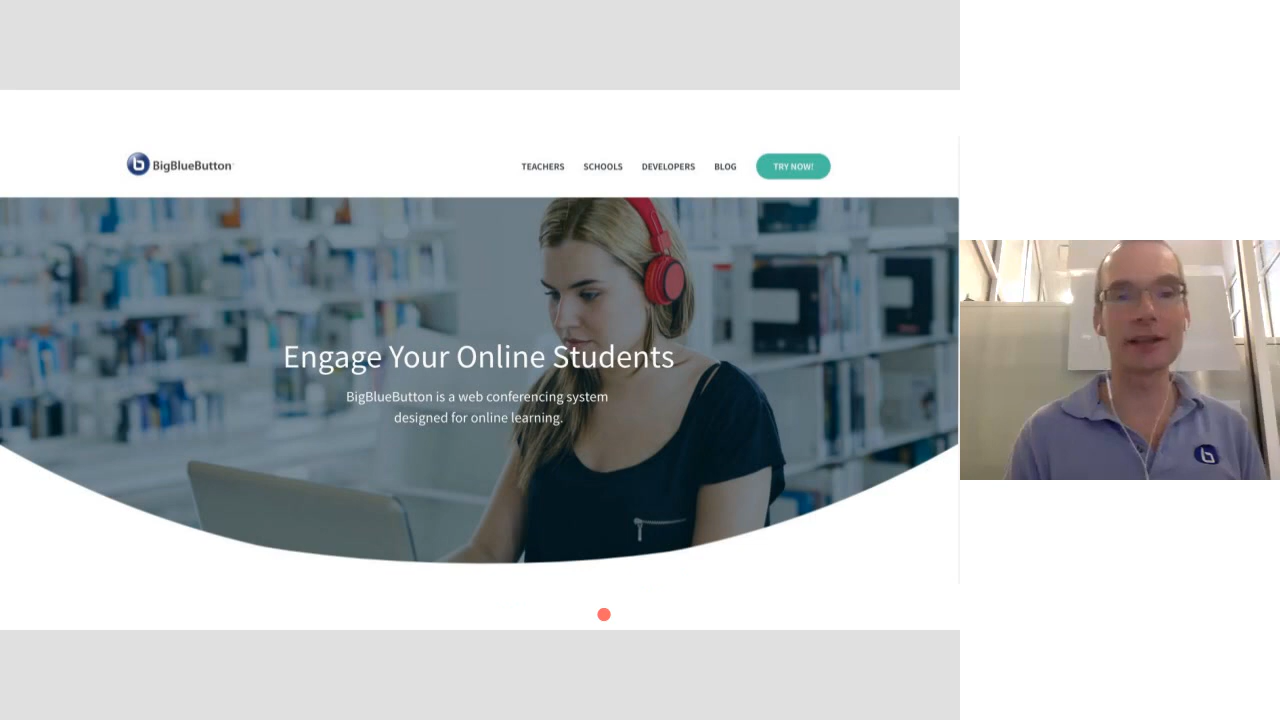 BigBlueButton
TEACHERS SCHOOLS DEVELOPERS BLOG TRY NOW!
Engage Your Online Students
BigBlueButton is a web conferencing system
designed for online learning.